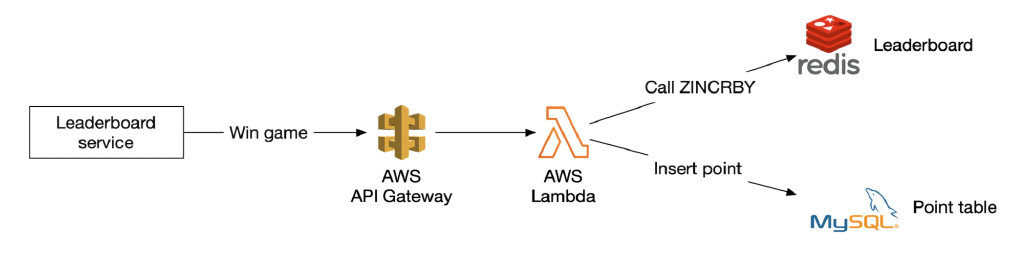 Leaderboard
service
Win game
AWS
API Gateway
AWS
Lambda
Call ZINCRBY
Insert point
redis
Leaderboard
MySQL®
Point table